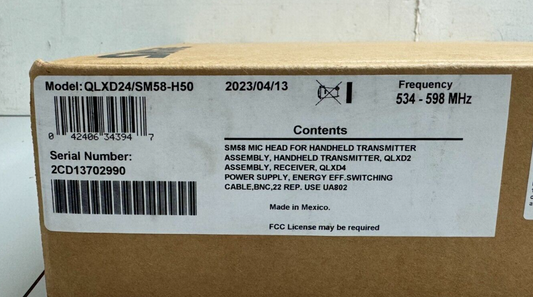 Model: QLXD24/SM58-H50
2023/04/13
Frequency
534 - 598 MHz
0 42406 34394 7
Serial Number:
2CD13702990
Contents
SM58 MIC HEAD FOR HANDHELD TRANSMITTER
ASSEMBLY, HANDHELD TRANSMITTER, QLXD2
ASSEMBLY, RECEIVER, QLXD4
POWER SUPPLY, ENERGY EFF.SWITCHING
CABLE,BNC,22 REP. USE UA802
Made in Mexico.
FCC License may be required